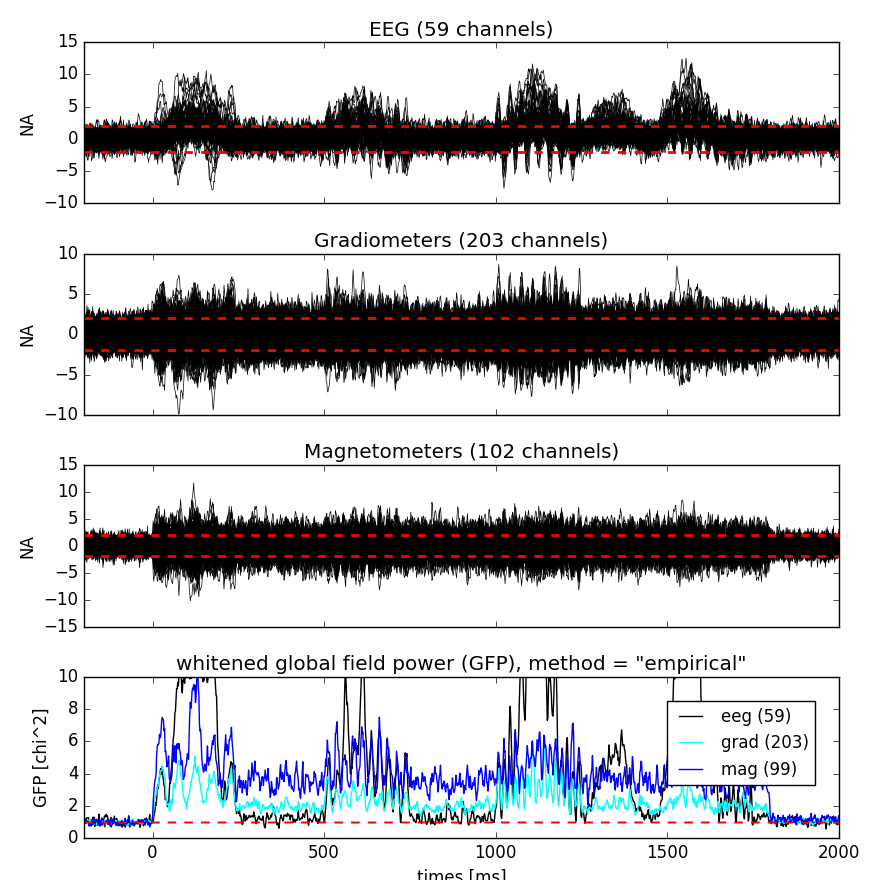 EEG (59 channels)
15
10
5
0
−5
−10
NA
Gradiometers (203 channels)
10
5
0
−5
−10
NA
Magnetometers (102 channels)
15
10
5
0
−5
−10
−15
NA
whitened global field power (GFP), method = "empirical"
10
8
6
4
2
0
GFP [chi^2]
eeg (59)
grad (203)
mag (99)
0 500 1000 1500 2000
times [ms]